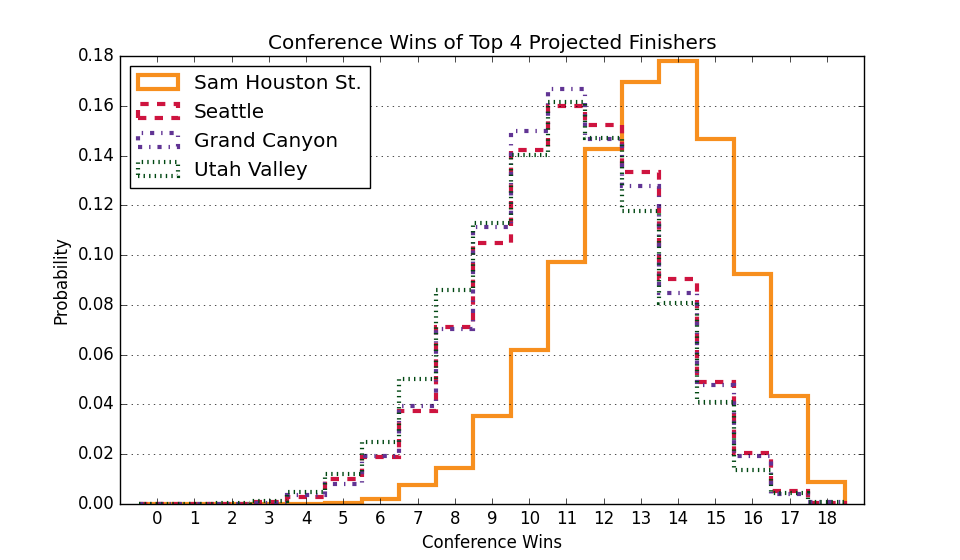 Conference Wins of Top 4 Projected Finishers
0.18
0.16
0.14
0.12
0.10
0.08
0.06
0.04
0.02
0.00
Probability
Sam Houston St.
Seattle
Grand Canyon
Utah Valley
0 1 2 3 4 5 6 7 8 9 10 11 12 13 14 15 16 17 18
Conference Wins